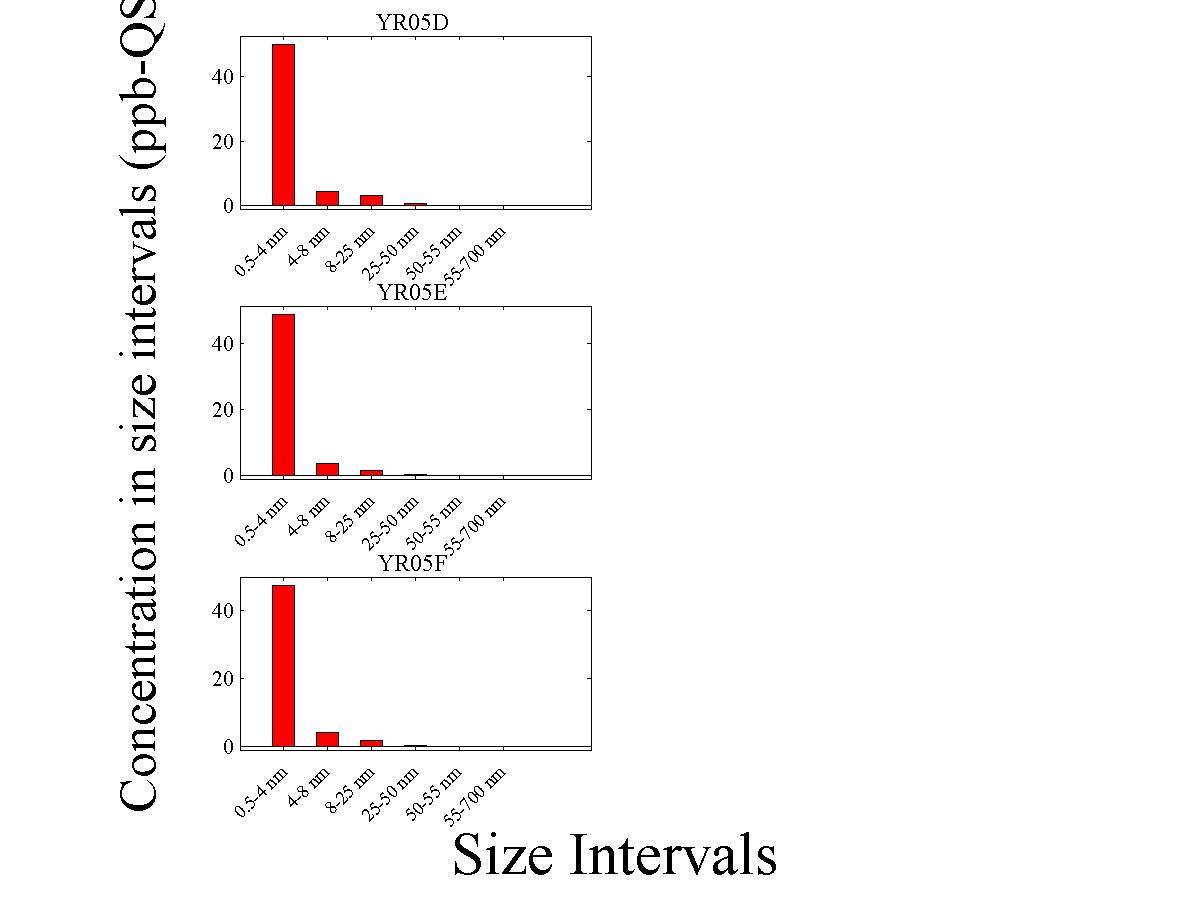 Concentration in size intervals (ppb-QS
YR05D
40
20
0
0.5-4 nm
4-8 nm
8-25 nm
25-50 nm
50-55 nm
55-700 nm
YR05E
40
20
0
0.5-4 nm
4-8 nm
8-25 nm
25-50 nm
50-55 nm
55-700 nm
YR05F
40
20
0
0.5-4 nm
4-8 nm
8-25 nm
25-50 nm
50-55 nm
55-700 nm
Size Intervals